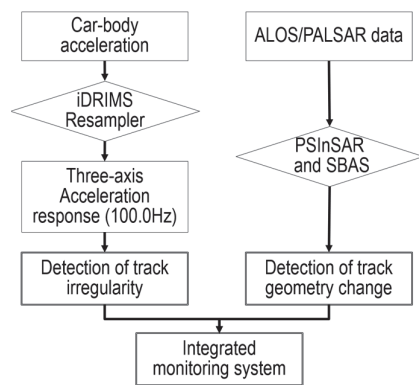 Car-body
acceleration
iDRIMS
Resampler
Three-axis
Acceleration
response (100.0Hz)
Detection of track
irregularity
ALOS/PALSAR data
PSInSAR
and SBAS
Detection of track
geometry change
Integrated
monitoring system